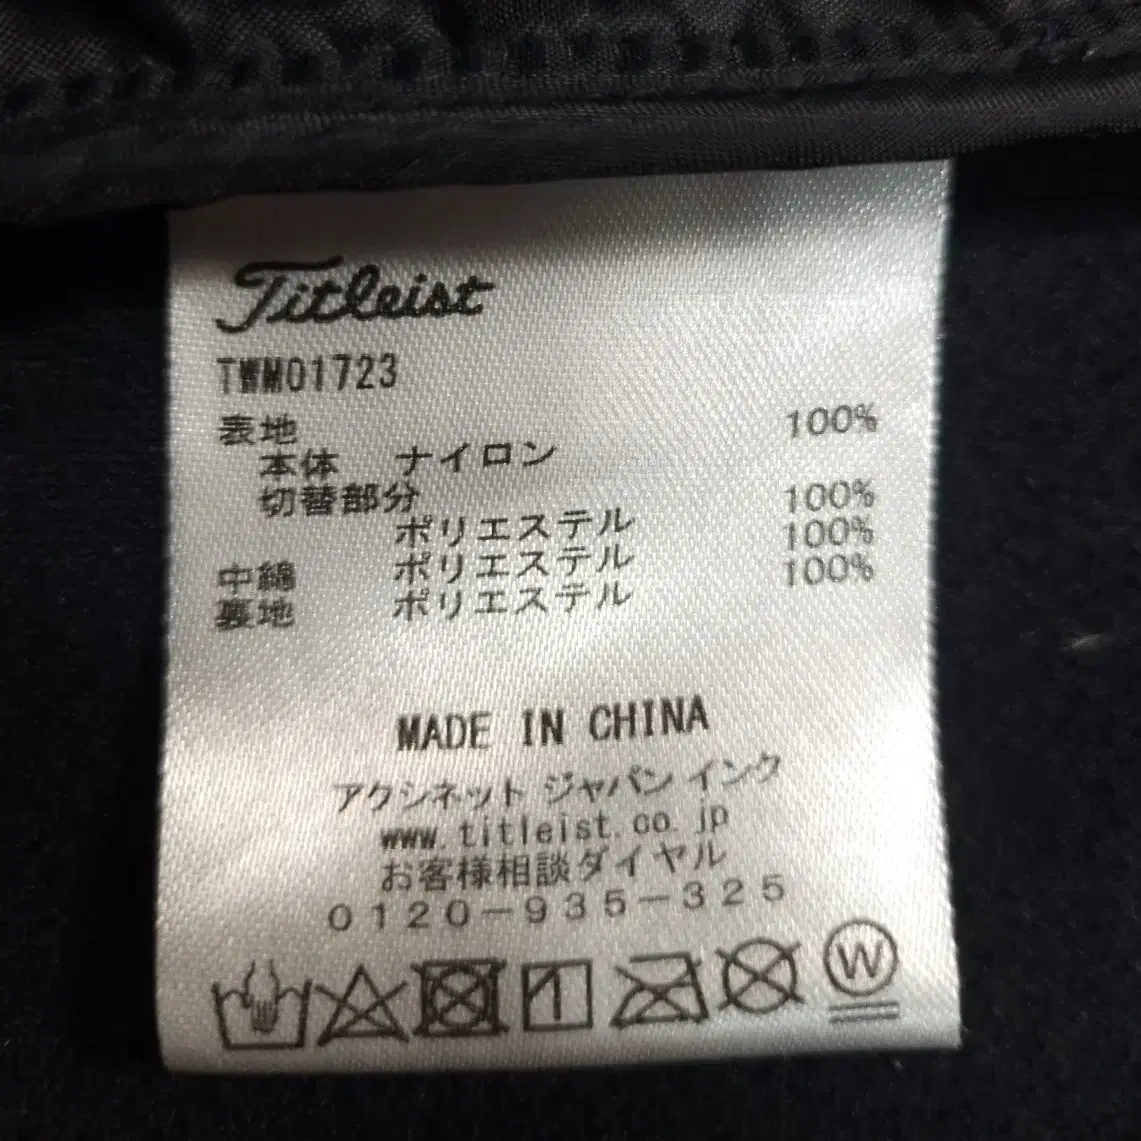 Titleist
TWM01723
表地
本体 ナイロン 100%
切替部分
ポリエステル 100%
中綿 ポリエステル 100%
裏地 ポリエステル 100%
MADE IN CHINA
アクシネット ジャパン インク
www.titleist.co.jp
お客様相談ダイヤル
0120-935-325
W